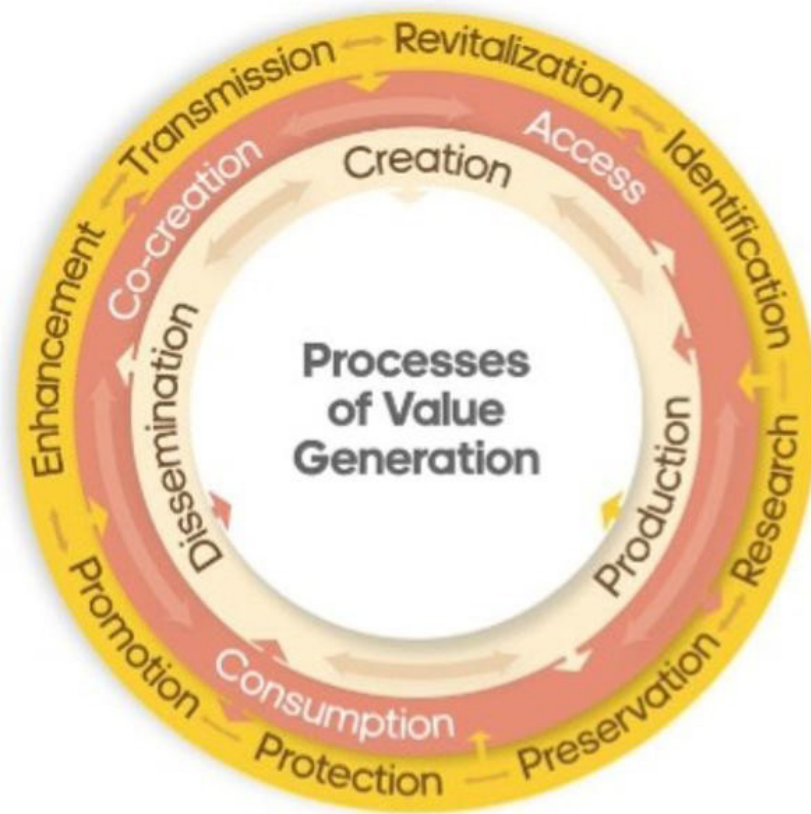 Processes
of Value
Generation
Creation
Production
Dissemination
Access
Consumption
Co-creation
Revitalization
Identification
Research
Preservation
Protection
Promotion
Enhancement
Transmission